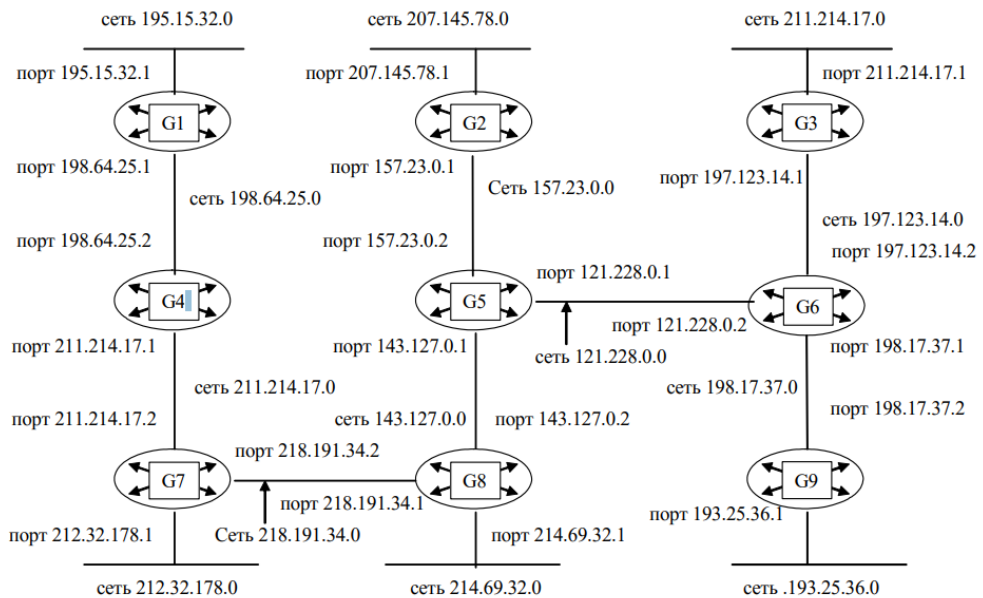 сеть 195.15.32.0
сеть 207.145.78.0
сеть 211.214.17.0
порт 195.15.32.1
порт 207.145.78.1
порт 211.214.17.1
G1
G2
G3
порт 198.64.25.1
порт 157.23.0.1
порт 197.123.14.1
сеть 198.64.25.0
Сеть 157.23.0.0
сеть 197.123.14.0
порт 198.64.25.2
порт 157.23.0.2
порт 197.123.14.2
порт 121.228.0.1
G4
G5
G6
порт 121.228.0.2
порт 211.214.17.1
порт 143.127.0.1
порт 198.17.37.1
сеть 121.228.0.0
сеть 211.214.17.0
сеть 198.17.37.0
порт 211.214.17.2
сеть 143.127.0.0
порт 143.127.0.2
порт 198.17.37.2
порт 218.191.34.2
G7
G8
G9
порт 218.191.34.1
порт 193.25.36.1
порт 212.32.178.1
Сеть 218.191.34.0
порт 214.69.32.1
сеть 212.32.178.0
сеть 214.69.32.0
сеть .193.25.36.0